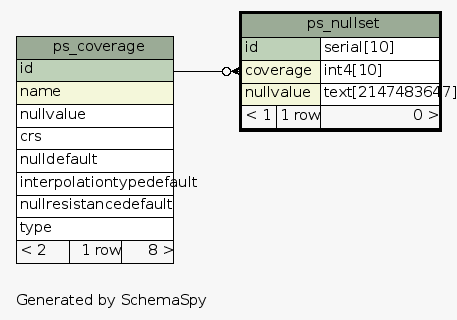 ps_coverage
id
name
nullvalue
crs
nulldefault
interpolationtypedefault
nullresistancedefault
type
< 2 1 row 8 >
ps_nullset
id serial[10]
coverage int4[10]
nullvalue text[2147483647]
< 1 1 row 0 >
Generated by SchemaSpy